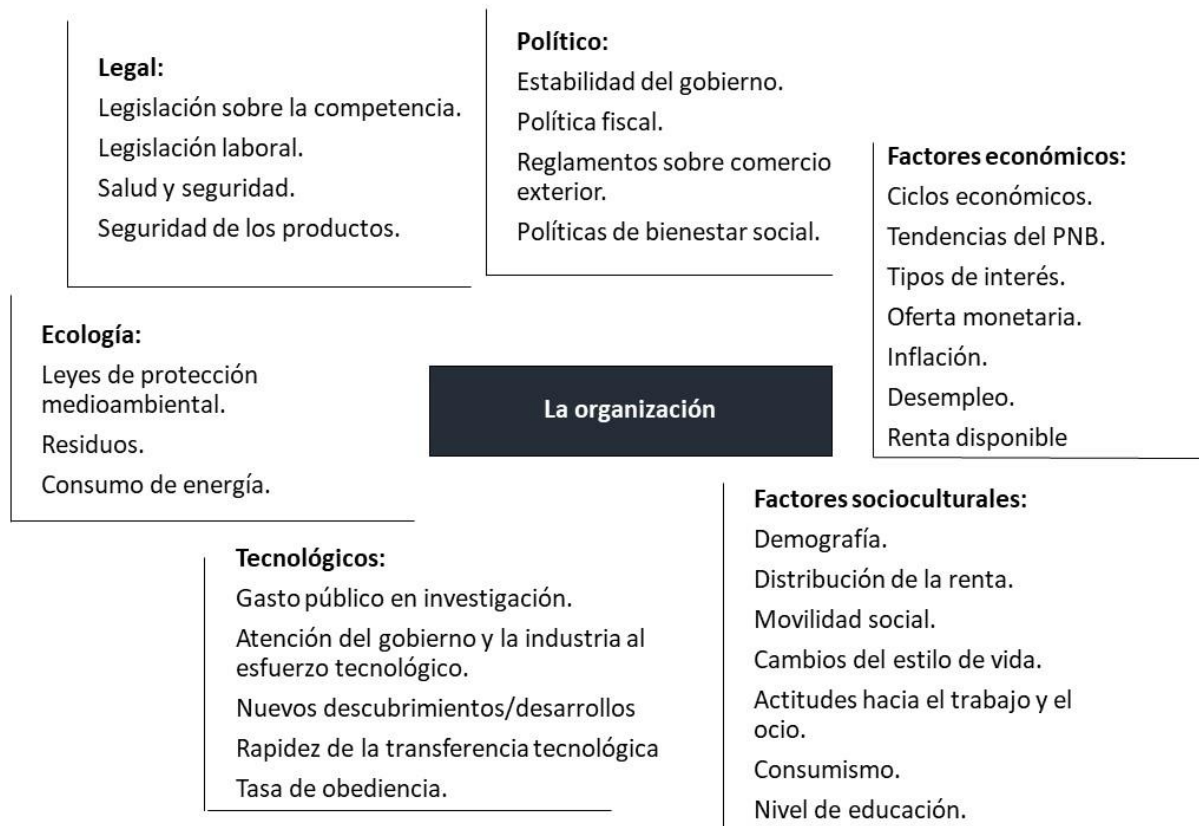 Legal:
Legislación sobre la competencia.
Legislación laboral.
Salud y seguridad.
Seguridad de los productos.
Político:
Estabilidad del gobierno.
Política fiscal.
Reglamentos sobre comercio
exterior.
Políticas de bienestar social.
Factores económicos:
Ciclos económicos.
Tendencias del PNB.
Tipos de interés.
Oferta monetaria.
Inflación.
Desempleo.
Renta disponible
Ecología:
Leyes de protección
medioambiental.
Residuos.
Consumo de energía.
La organización
Tecnológicos:
Gasto público en investigación.
Atención del gobierno y la industria al
esfuerzo tecnológico.
Nuevos descubrimientos/desarrollos
Rapidez de la transferencia tecnológica
Tasa de obediencia.
Factores socioculturales:
Demografía.
Distribución de la renta.
Movilidad social.
Cambios del estilo de vida.
Actitudes hacia el trabajo y el
ocio.
Consumismo.
Nivel de educación.